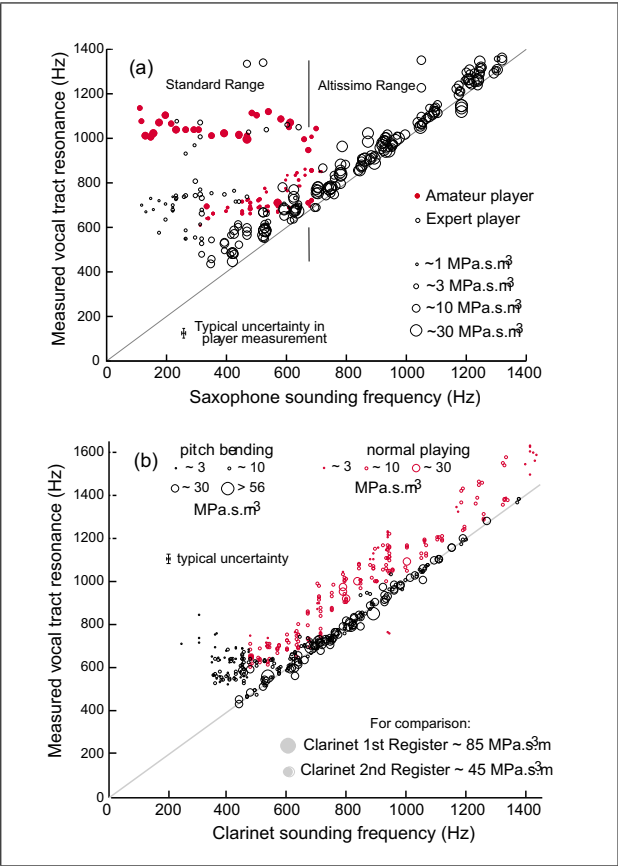 1400
(a)
Standard Range
Altissimo Range
1200
1000
800
600
400
200
0
Measured vocal tract resonance (Hz)
Amateur player
Expert player
~1 MPa.s.m3
~3 MPa.s.m3
~10 MPa.s.m3
~30 MPa.s.m3
Typical uncertainty in
player measurement
0 200 400 600 800 1000 1200 1400
Saxophone sounding frequency (Hz)
1600
(b)
pitch bending
~ 3 ~ 10
~ 30 > 56
MPa.s.m3
normal playing
~ 3 ~ 10 ~ 30
MPa.s.m3
1400
1200
typical uncertainty
1000
800
600
400
200
0
Measured vocal tract resonance (Hz)
For comparison:
Clarinet 1st Register ~ 85 MPa.s.3m
Clarinet 2nd Register ~ 45 MPa.s.3m
0 200 400 600 800 1000 1200 1400
Clarinet sounding frequency (Hz)